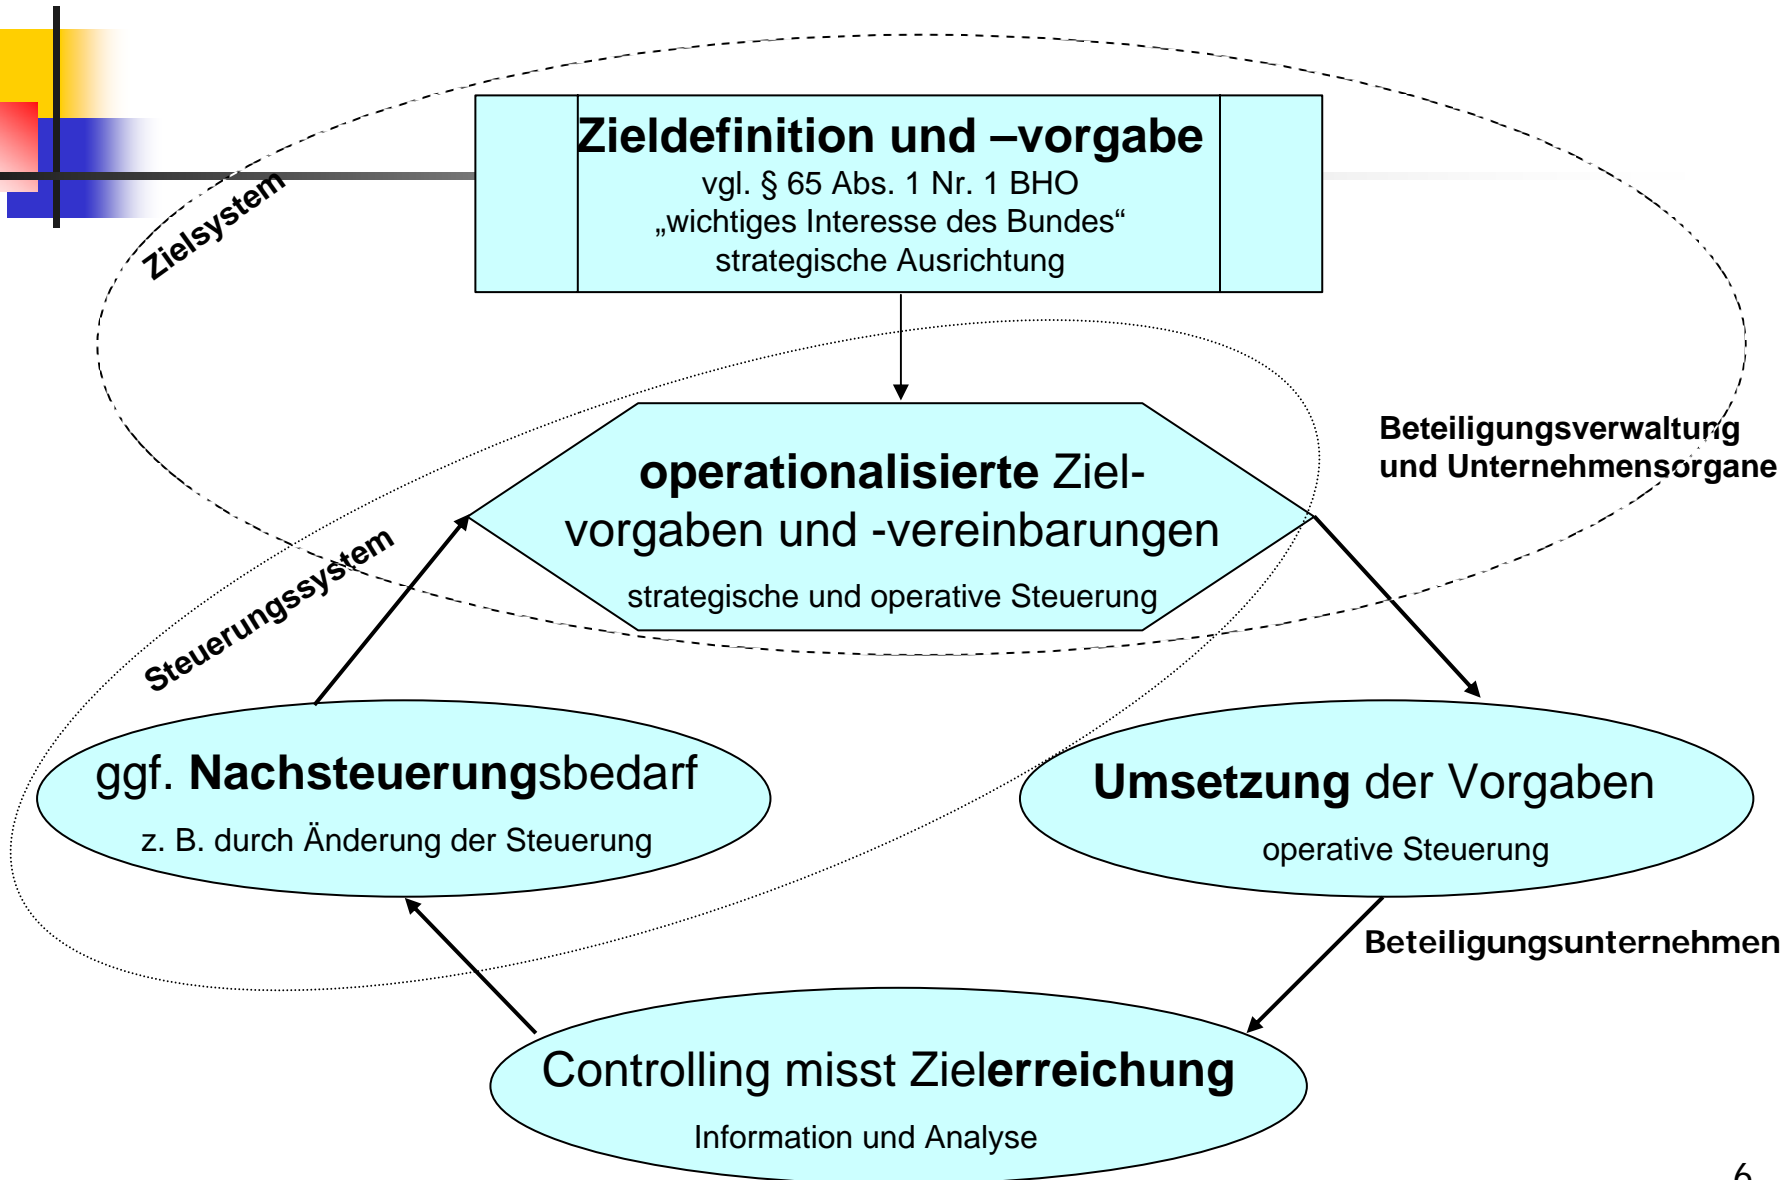 Zieldefinition und –vorgabe
vgl. § 65 Abs. 1 Nr. 1 BHO
„wichtiges Interesse des Bundes“
strategische Ausrichtung
Zielsystem
operationalisierte Ziel-
vorgaben und -vereinbarungen
strategische und operative Steuerung
Beteiligungsverwaltung
und Unternehmensorgane
Steuerungssystem
ggf. Nachsteuerungsbedarf
z. B. durch Änderung der Steuerung
Umsetzung der Vorgaben
operative Steuerung
Beteiligungsunternehmen
Controlling misst Zielerreichung
Information und Analyse
6